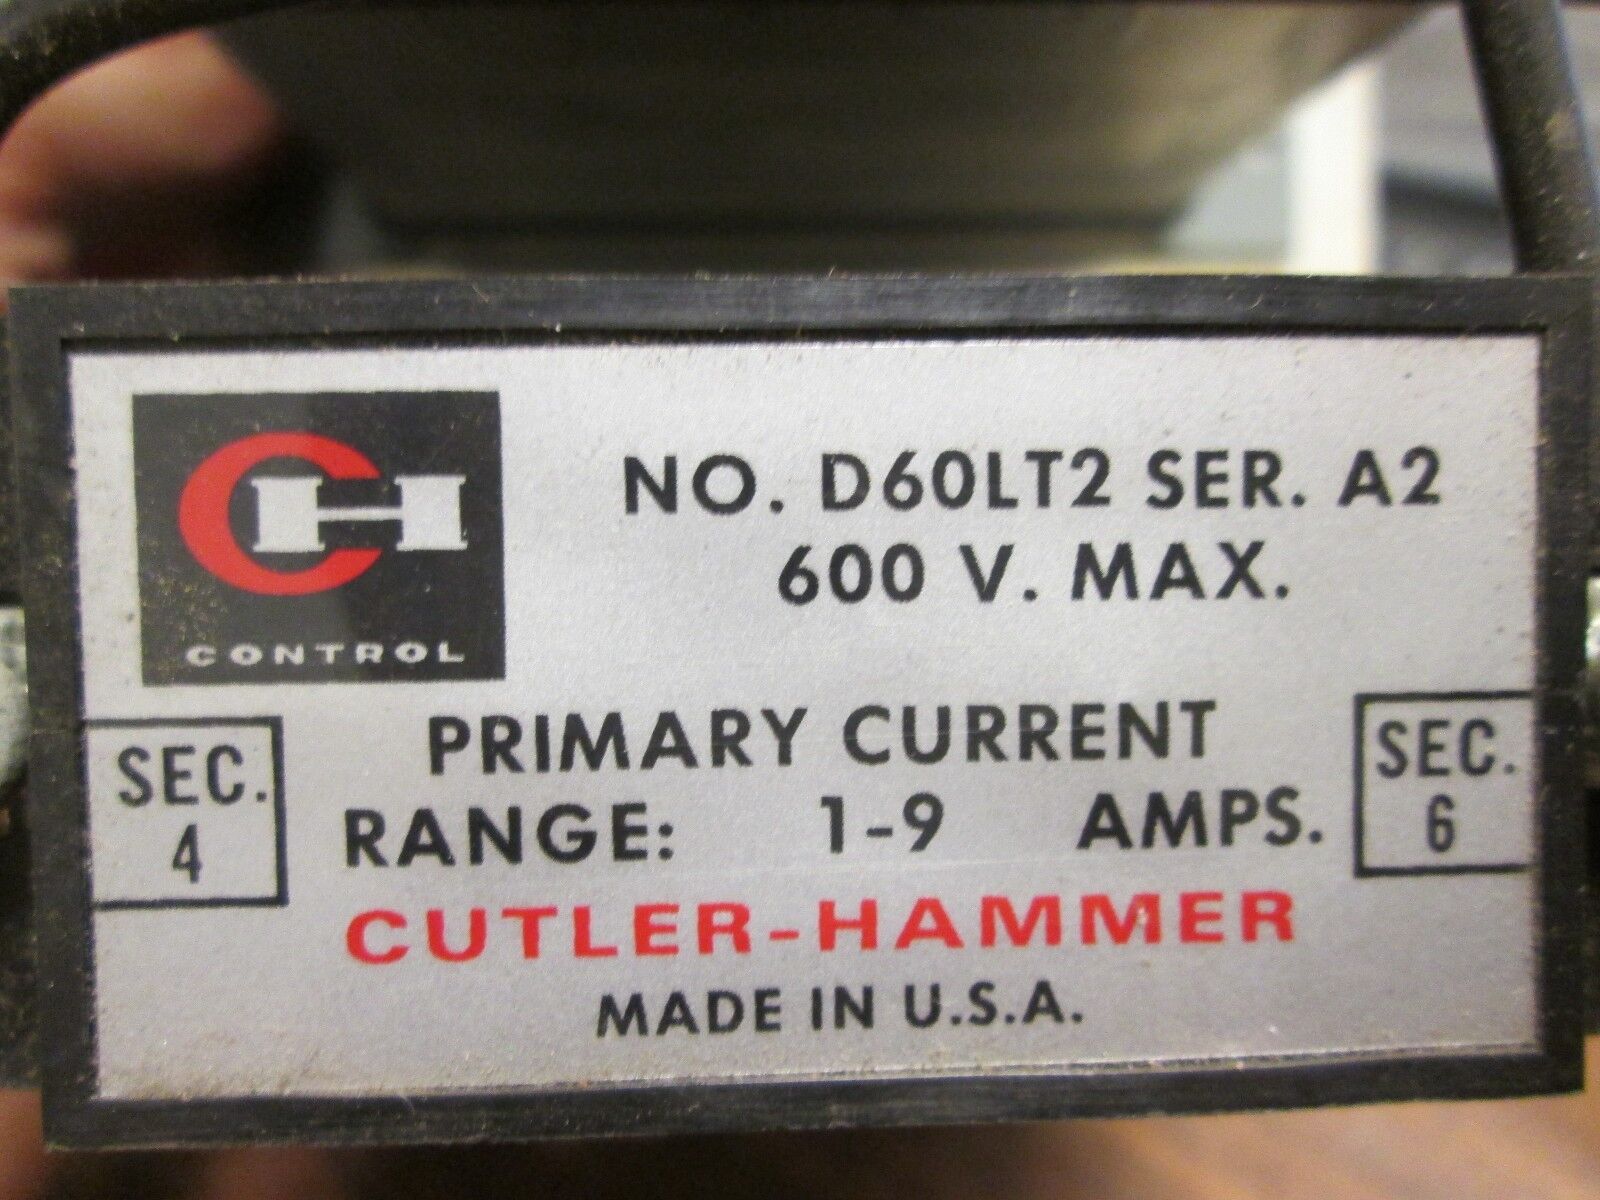 CH
CONTROL
NO. D60LT2 SER. A2
600 V. MAX.
PRIMARY CURRENT
RANGE: 1-9 AMPS.
SEC.
4
SEC.
6
CUTLER-HAMMER
MADE IN U.S.A.